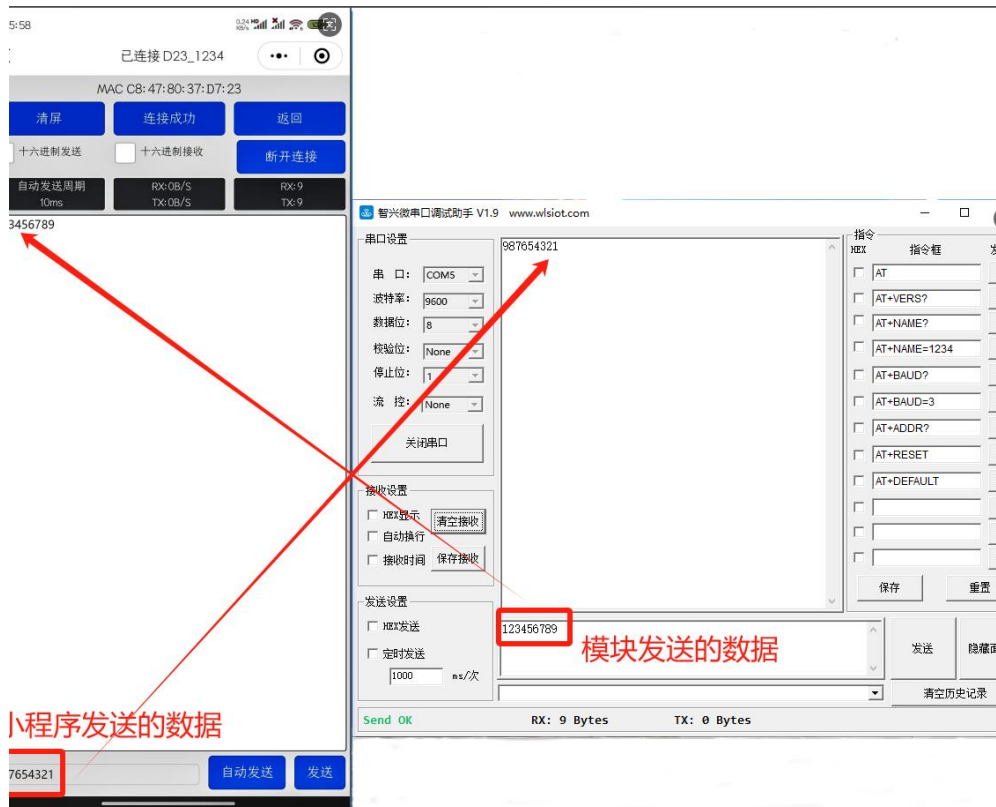 5:58
0.24 KB/s
已连接 D23_1234
MAC C8:47:80:37:D7:23
清屏
连接成功
返回
十六进制发送
十六进制接收
断开连接
自动发送周期
10ms
RX:0B/S
TX:0B/S
RX:9
TX:9
3456789
小程序发送的数据
7654321
自动发送
发送
智兴微串口调试助手 V1.9 www.wlsiot.com
串口设置
串 口: COM5
波特率: 9600
数据位: 8
校验位: None
停止位: 1
流 控: None
关闭串口
接收设置
HEX显示
清空接收
自动换行
接收时间
保存接收
发送设置
HEX发送
定时发送
1000 ms/次
987654321
123456789
模块发送的数据
指令
HEX 指令框
AT
AT+VERS?
AT+NAME?
AT+NAME=1234
AT+BAUD?
AT+BAUD=3
AT+ADDR?
AT+RESET
AT+DEFAULT
保存
重置
发送
隐藏
清空历史记录
Send OK
RX: 9 Bytes
TX: 0 Bytes